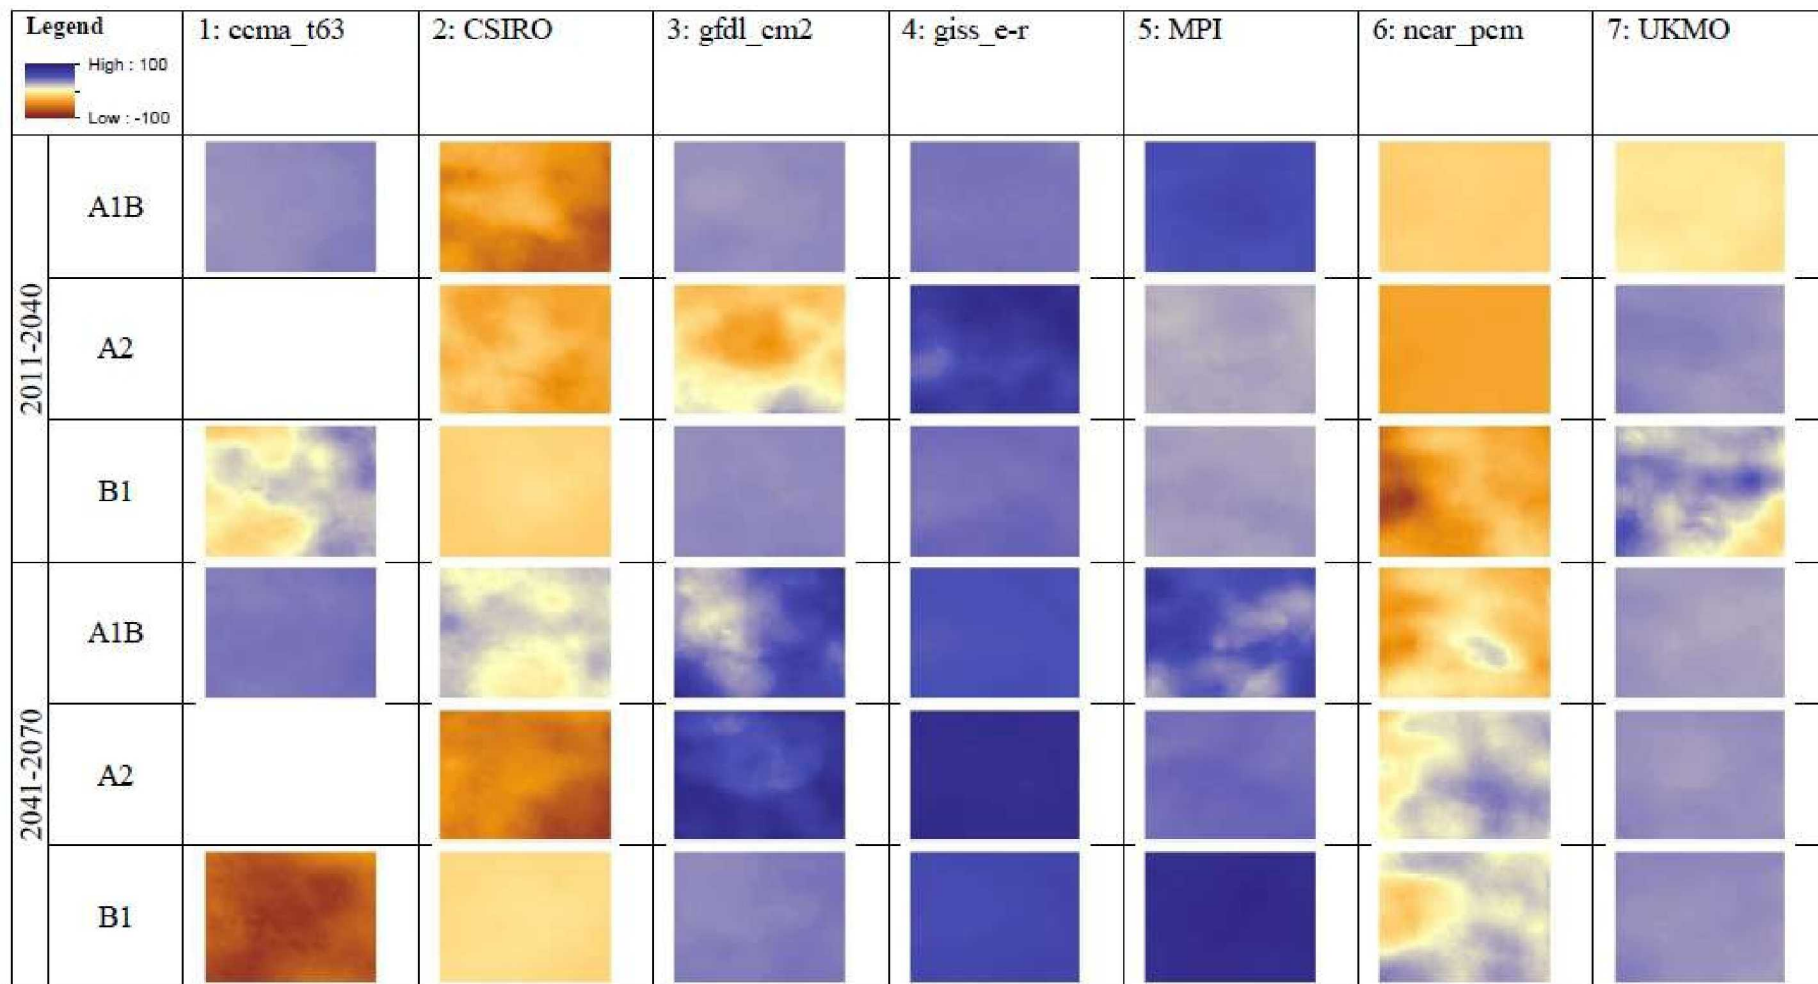 Legend
High : 100
Low : -100
1: ccma_t63
2: CSIRO
3: gfdl_cm2
4: giss_e-r
5: MPI
6: ncar_pcm
7: UKMO
2011-2040
A1B
A2
B1
2041-2070
A1B
A2
B1